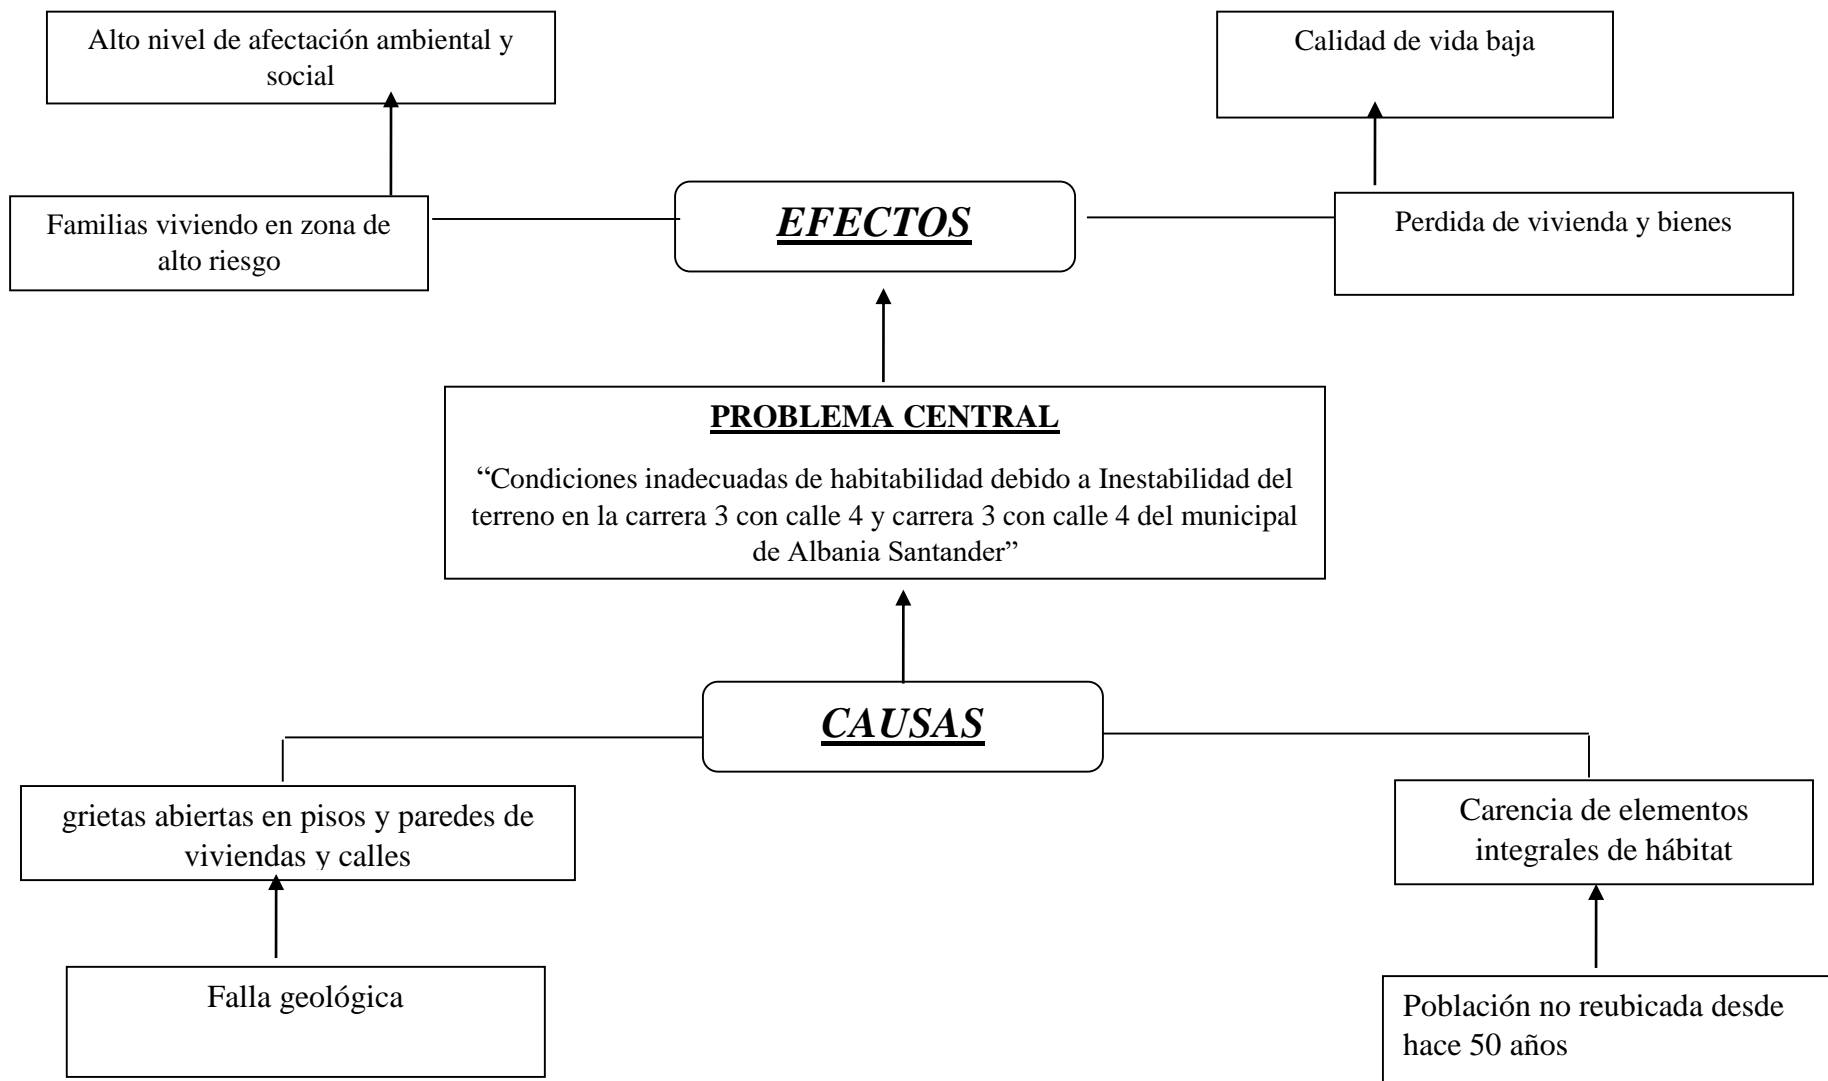 Alto nivel de afectación ambiental y
social
Calidad de vida baja
Familias viviendo en zona de
alto riesgo
EFECTOS
Perdida de vivienda y bienes
PROBLEMA CENTRAL
“Condiciones inadecuadas de habitabilidad debido a Inestabilidad del
terreno en la carrera 3 con calle 4 y carrera 3 con calle 4 del municipal
de Albania Santander”
CAUSAS
grietas abiertas en pisos y paredes de
viviendas y calles
Carencia de elementos
integrales de hábitat
Falla geológica
Población no reubicada desde
hace 50 años